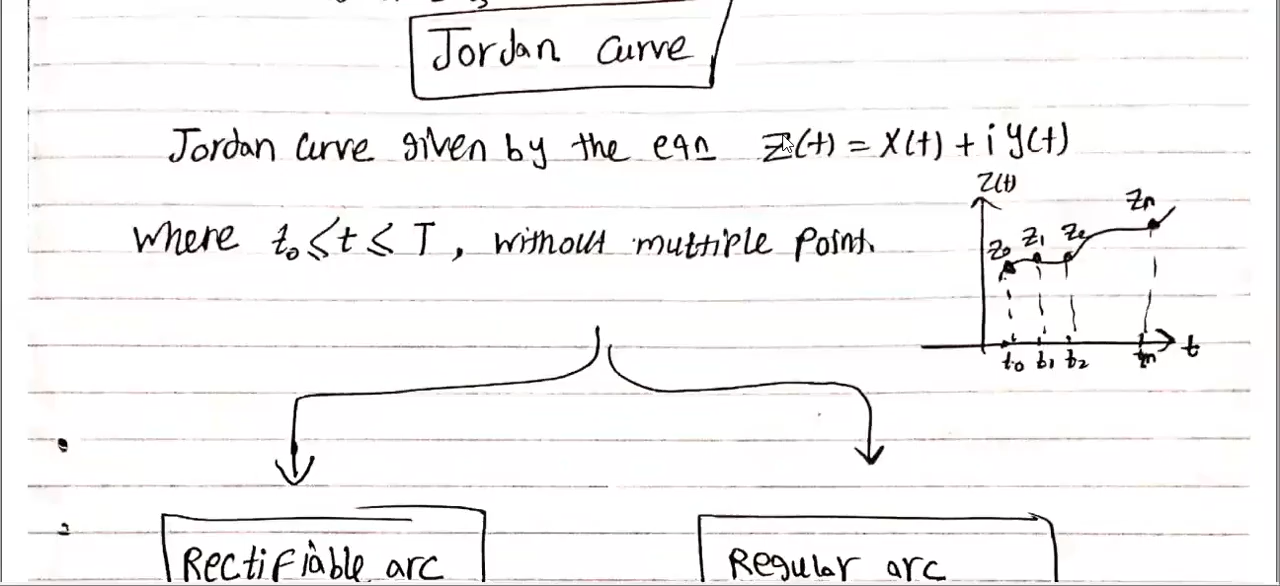 Jordan curve
Jordan curve given by the eqn z(t) = x(t) + i y(t)
where t₀ ≤ t ≤ T, without multiple point.
Z(t)
Z₀ Z₁ Z₂ Zₙ
t₀ t₁ t₂ tₙ t
Rectifiable arc
Regular arc